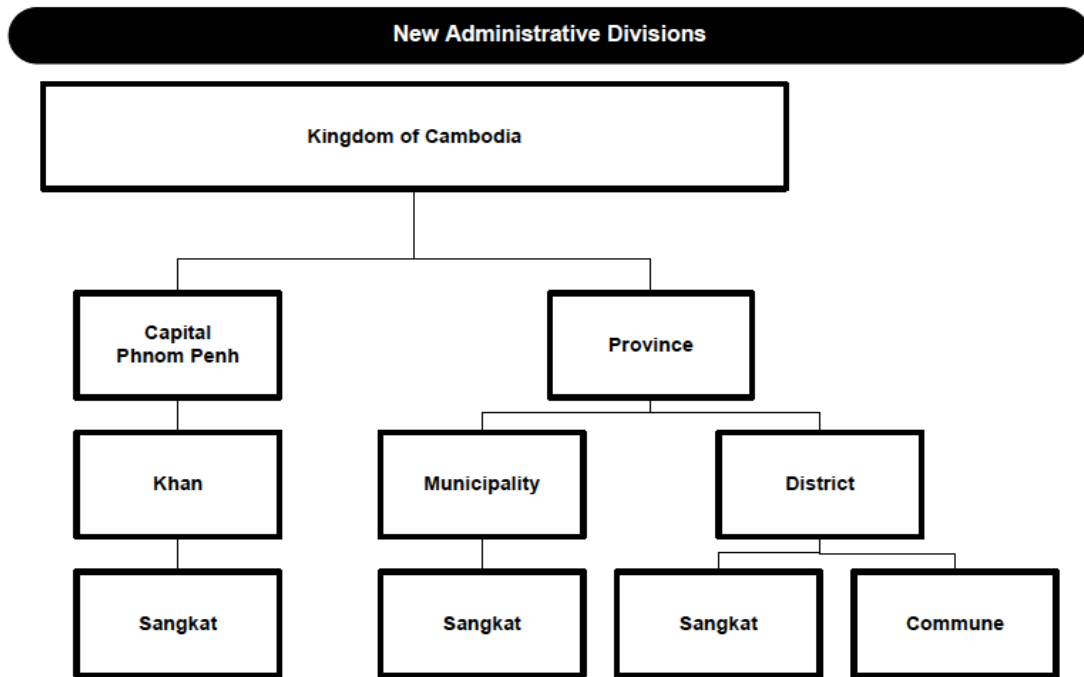 New Administrative Divisions
Kingdom of Cambodia
Capital
Phnom Penh
Province
Khan
Municipality
District
Sangkat
Sangkat
Sangkat
Commune